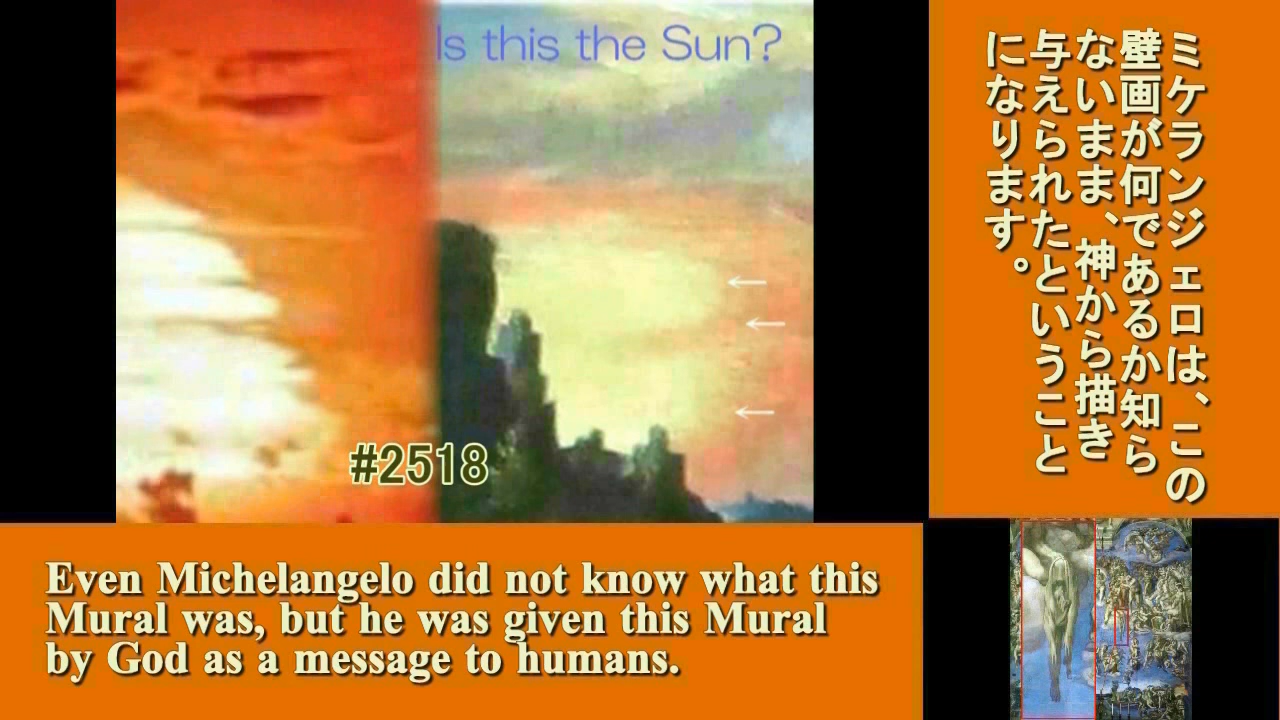 Is this the Sun?
#2518
ミケランジェロは、この
壁画が何であるか知ら
ないまま、神から描き
与えられたということ
になります。
Even Michelangelo did not know what this
Mural was, but he was given this Mural
by God as a message to humans.